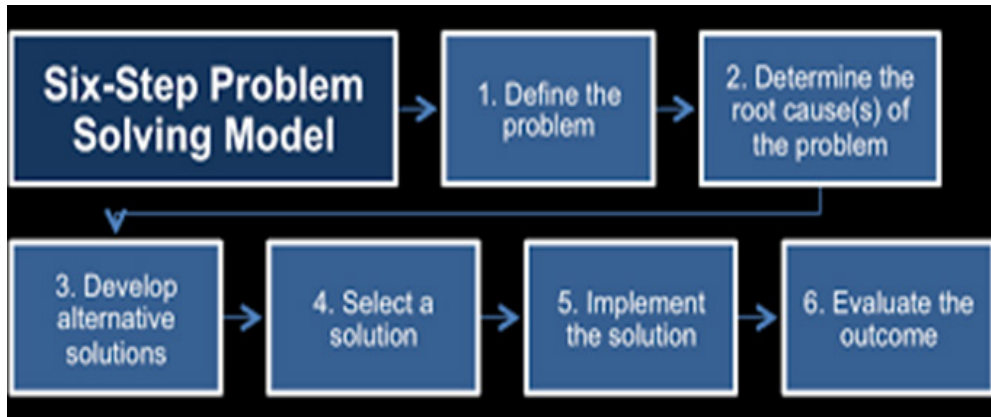 Six-Step Problem
Solving Model
1. Define the
problem
2. Determine the
root cause(s) of
the problem
3. Develop
alternative
solutions
4. Select a
solution
5. Implement
the solution
6. Evaluate the
outcome